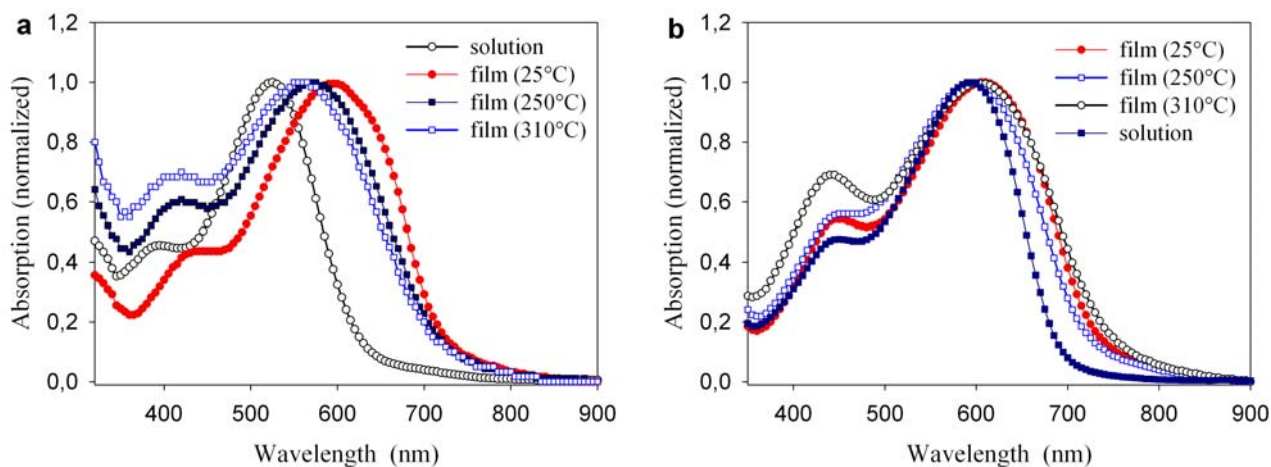 a
1,2
1,0
0,8
0,6
0,4
0,2
0,0
Absorption (normalized)
solution
film (25°C)
film (250°C)
film (310°C)
400 500 600 700 800 900
Wavelength (nm)
b
1,2
1,0
0,8
0,6
0,4
0,2
0,0
Absorption (normalized)
film (25°C)
film (250°C)
film (310°C)
solution
400 500 600 700 800 900
Wavelength (nm)